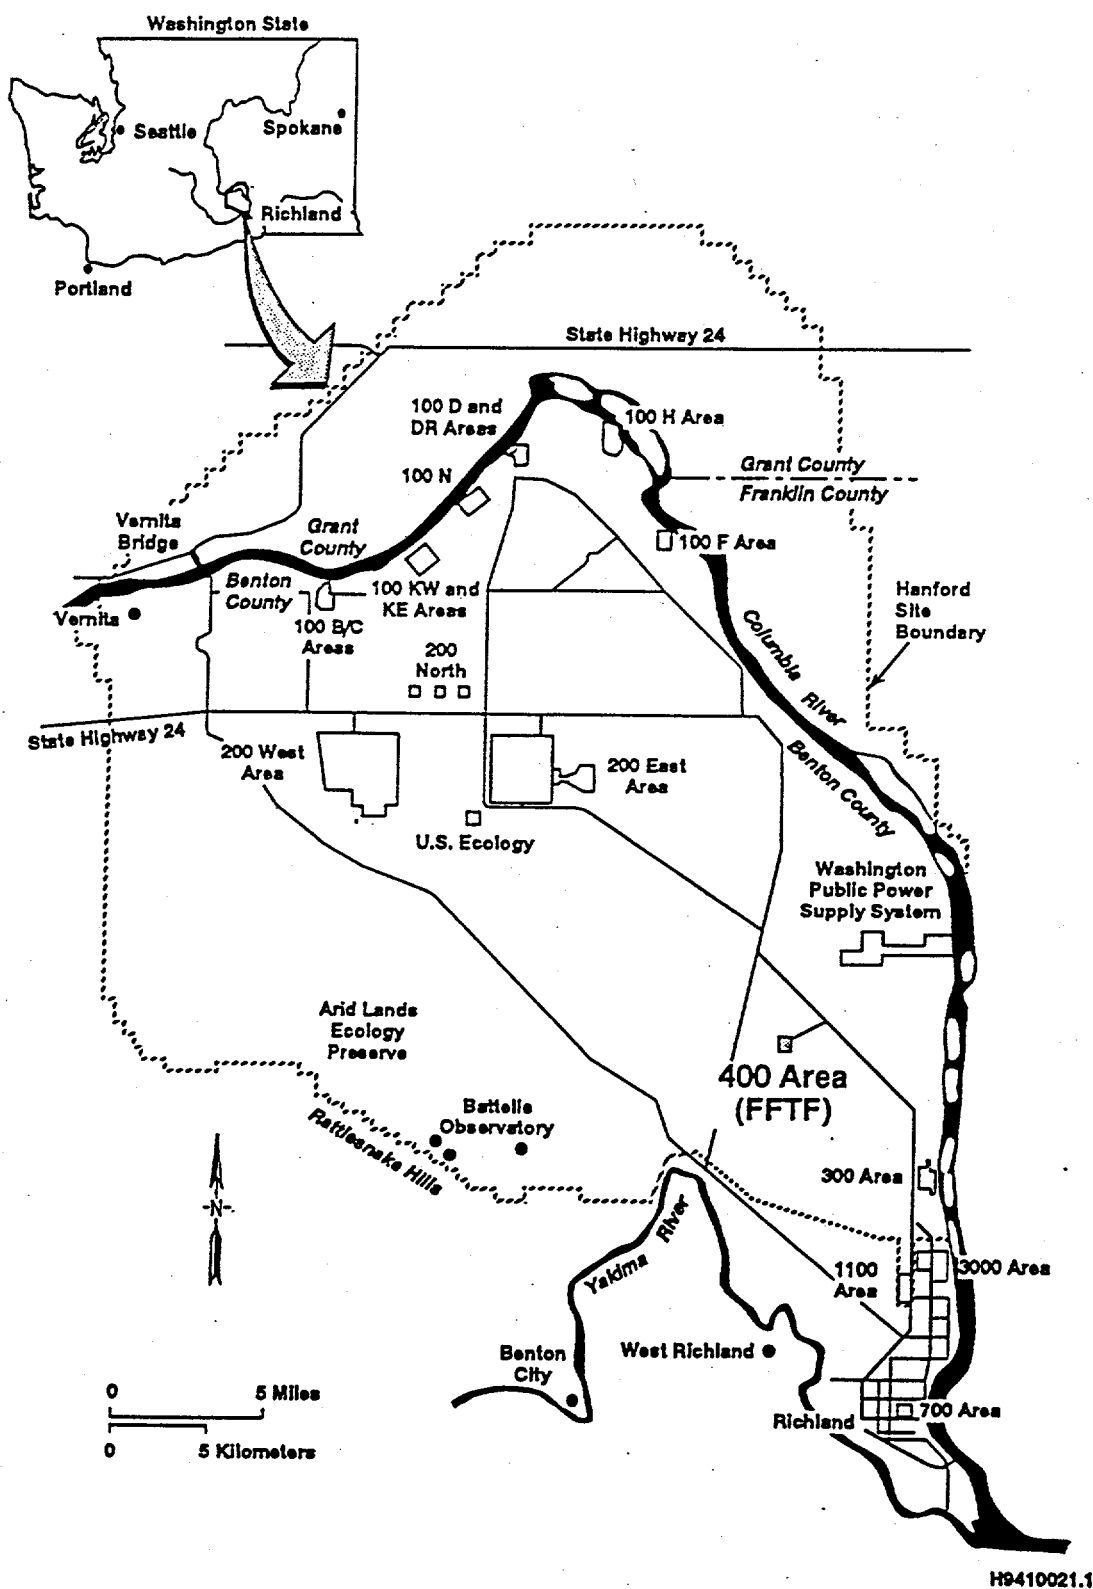 Washington State
Seattle
Spokane
Richland
Portland
State Highway 24
100 D and
DR Areas
100 H Area
100 N
Grant County
Franklin County
Vernita
Bridge
Grant
County
100 F Area
Benton
County
100 KW and
KE Areas
Hanford
Site
Boundary
Vernita
100 B/C
Areas
Columbia River
200
North
State Highway 24
200 West
Area
200 East
Area
Benton County
U.S. Ecology
Washington
Public Power
Supply System
Arid Lands
Ecology
Preserve
400 Area
(FFTF)
Battelle
Observatory
Rattlesnake Hills
300 Area
-N-
Yakima River
1100
Area
3000 Area
Benton
City
West Richland
0 5 Miles
Richland
700 Area
0 5 Kilometers
H9410021.1